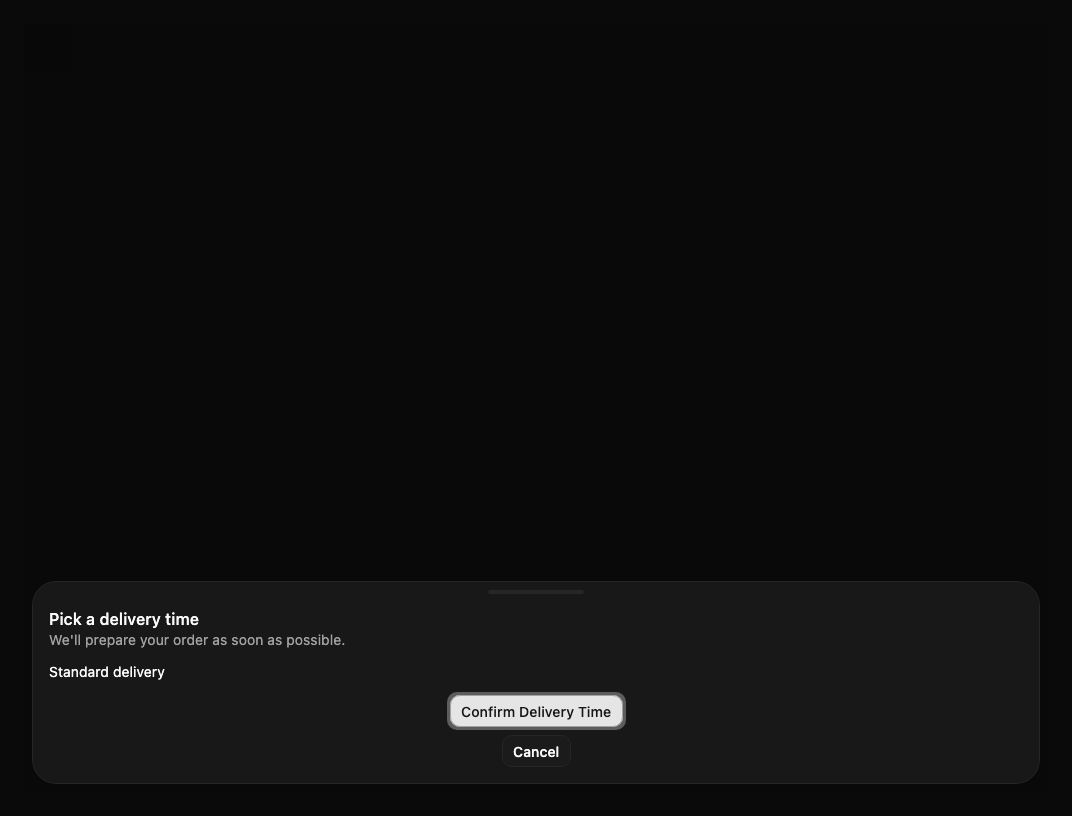 Pick a delivery time
We'll prepare your order as soon as possible.
Standard delivery
Confirm Delivery Time
Cancel